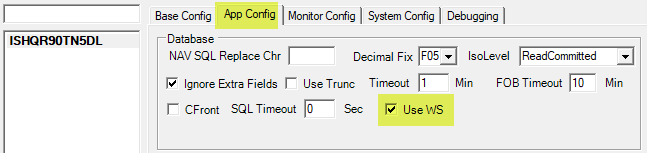 Base Config App Config Monitor Config System Config Debugging
ISHQR90TN5DL
Database
NAV SQL Replace Chr Decimal Fix F05 IsoLevel ReadCommitted
Ignore Extra Fields Use Trunc Timeout 1 Min FOB Timeout 10 Min
CFront SQL Timeout 0 Sec Use WS